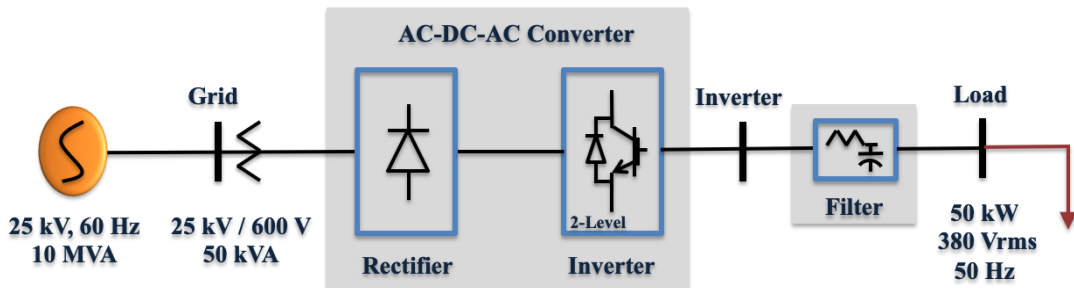 AC-DC-AC Converter
Grid
Inverter
Load
2-Level
Filter
25 kV, 60 Hz
10 MVA
25 kV / 600 V
50 kVA
Rectifier
Inverter
50 kW
380 Vrms
50 Hz